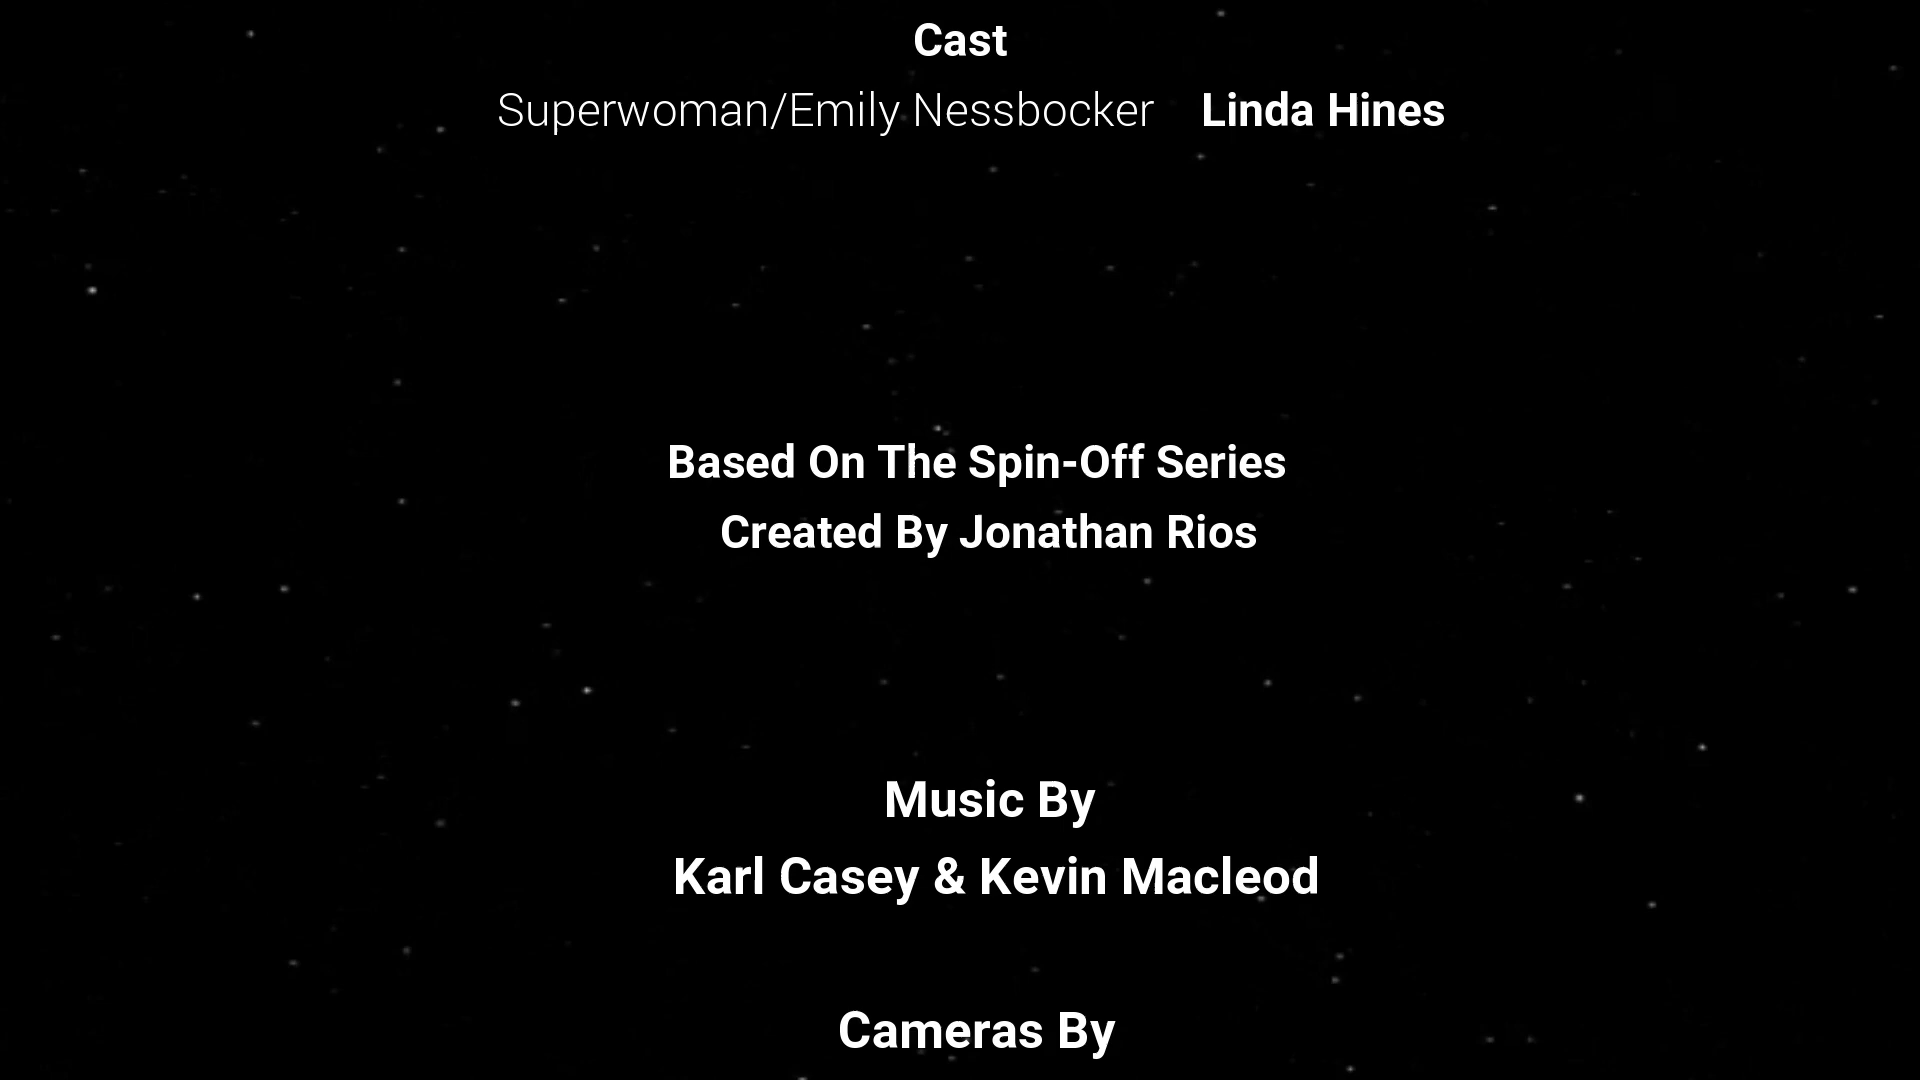 Cast
Superwoman/Emily Nessbocker Linda Hines
Based On The Spin-Off Series
Created By Jonathan Rios
Music By
Karl Casey & Kevin Macleod
Cameras By